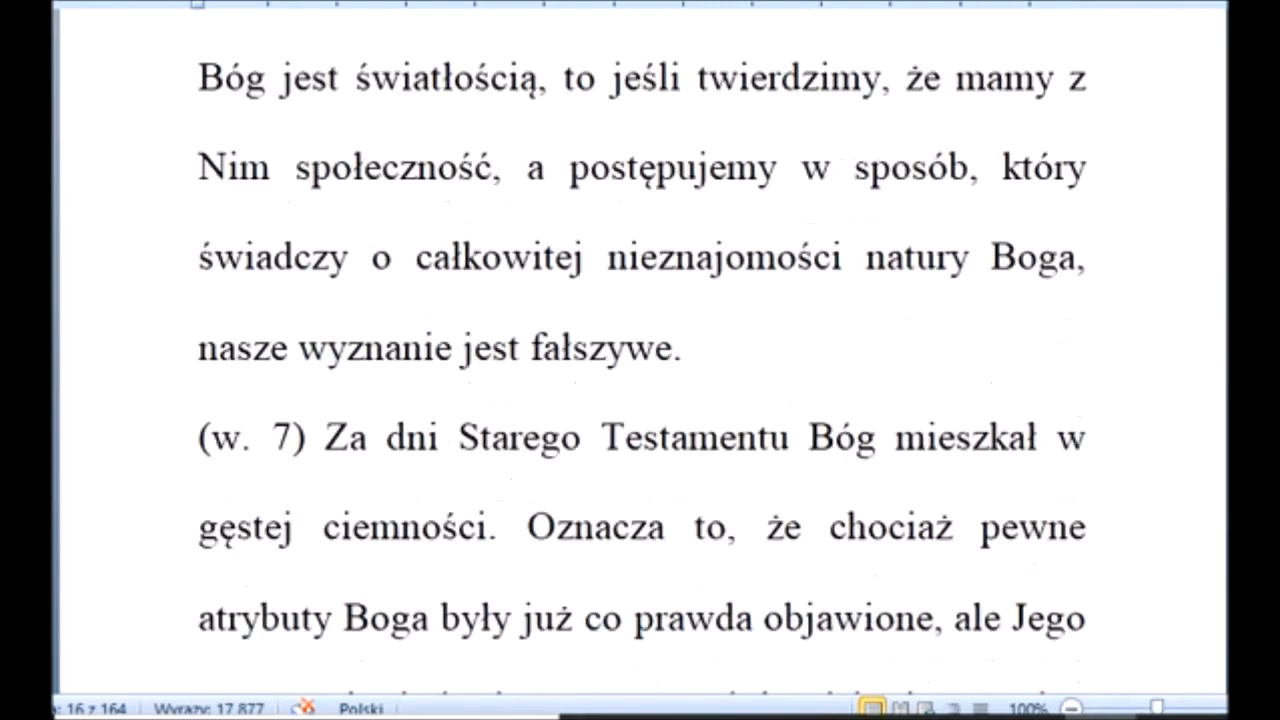 Bóg jest światłością, to jeśli twierdzimy, że mamy z
Nim społeczność, a postępujemy w sposób, który
świadczy o całkowitej nieznajomości natury Boga,
nasze wyznanie jest fałszywe.
(w. 7) Za dni Starego Testamentu Bóg mieszkał w
gęstej ciemności. Oznacza to, że chociaż pewne
atrybuty Boga były już co prawda objawione, ale Jego
: 16 z 164 Wyrazy: 17 877 Polski 100%